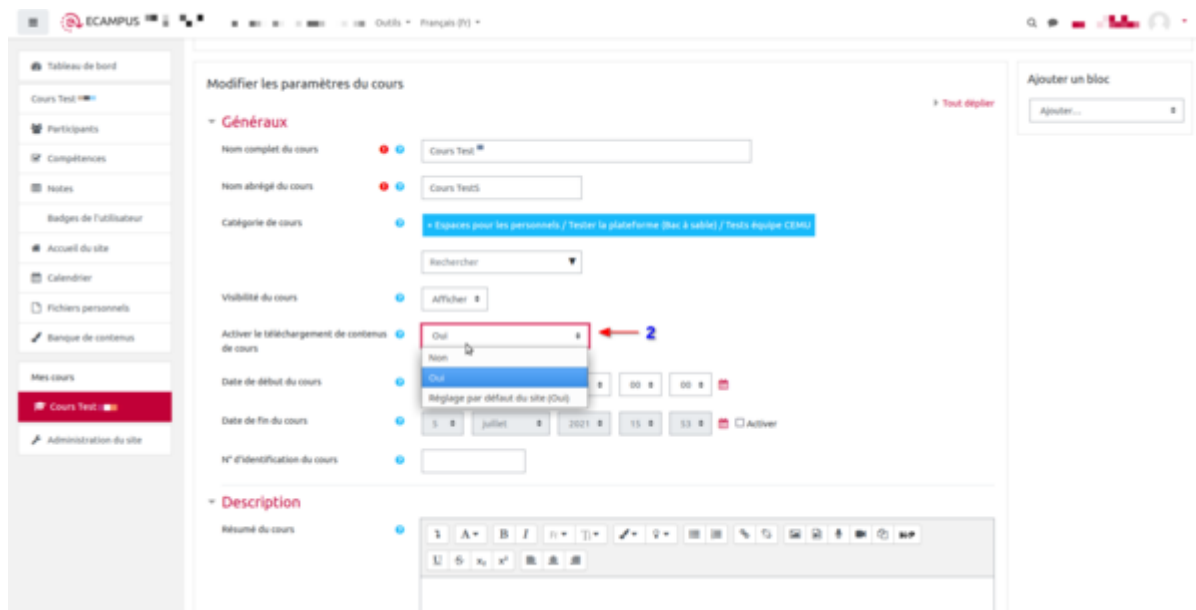 ECAMPUS Outils Français (fr)
Tableau de bord
Cours Test
Participants
Compétences
Notes
Badges de l'utilisateur
Accueil du site
Calendrier
Fichiers personnels
Banque de contenus
Mes cours
Cours Test
Administration du site
Modifier les paramètres du cours
Tout déplier
Généraux
Nom complet du cours Cours Test
Nom abrégé du cours Cours TestS
Catégorie de cours × Espaces pour les personnels / Tester la plateforme (Bac à sable) / Tests équipe CEMU
Rechercher ▼
Visibilité du cours Afficher
Activer le téléchargement de contenus de cours Oui 2
Non
Oui
Réglage par défaut du site (Oui)
Date de début du cours 00 00
Date de fin du cours 5 juillet 2021 15 53 Activer
N° d'identification du cours
Description
Résumé du cours
A B I
U S x₂ x² H-P
Ajouter un bloc
Ajouter...